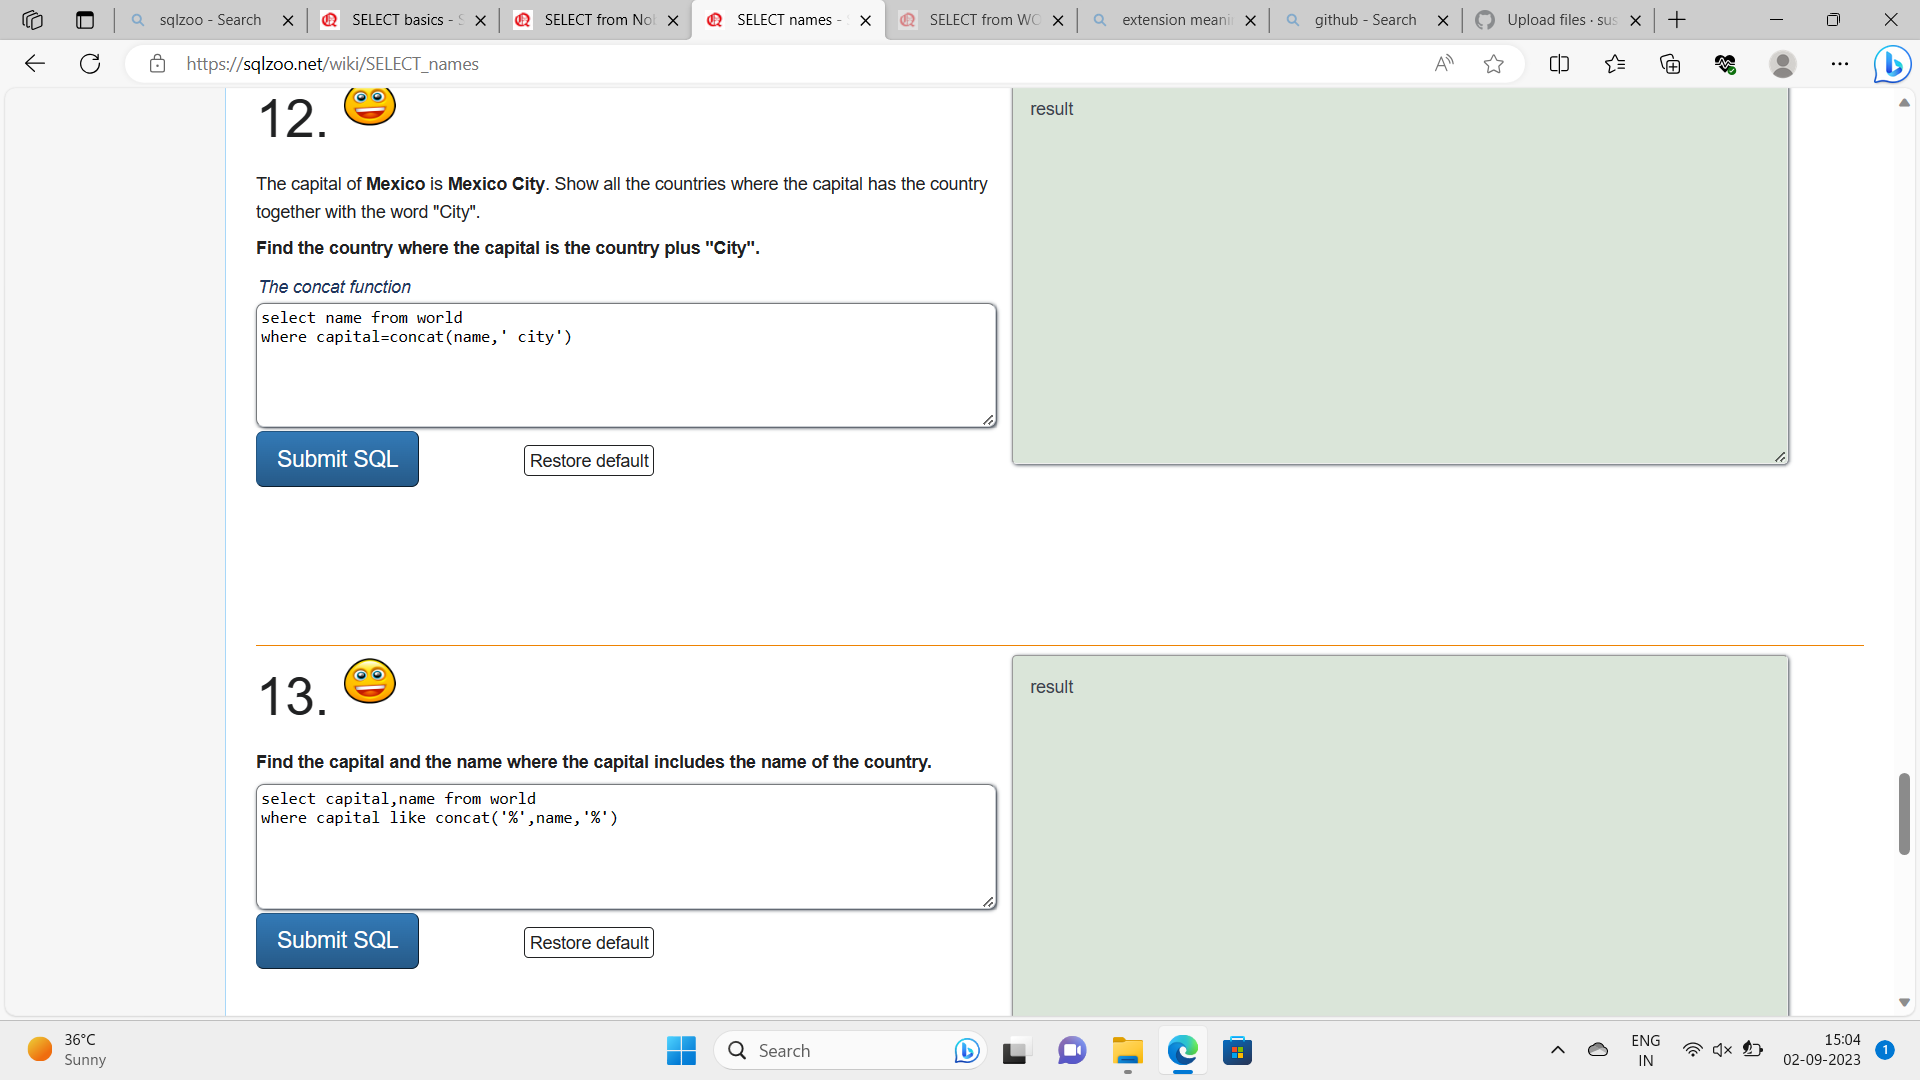 sqlzoo - Search
SELECT basics - S
SELECT from Nob
SELECT names -
SELECT from WO
extension meani
github - Search
Upload files · sus
https://sqlzoo.net/wiki/SELECT_names
12.
result
The capital of Mexico is Mexico City. Show all the countries where the capital has the country
together with the word "City".
Find the country where the capital is the country plus "City".
The concat function
select name from world
where capital=concat(name,' city')
Submit SQL
Restore default
13.
result
Find the capital and the name where the capital includes the name of the country.
select capital,name from world
where capital like concat('%',name,'%')
Submit SQL
Restore default
36°C
Sunny
Search
ENG
IN
15:04
02-09-2023
1